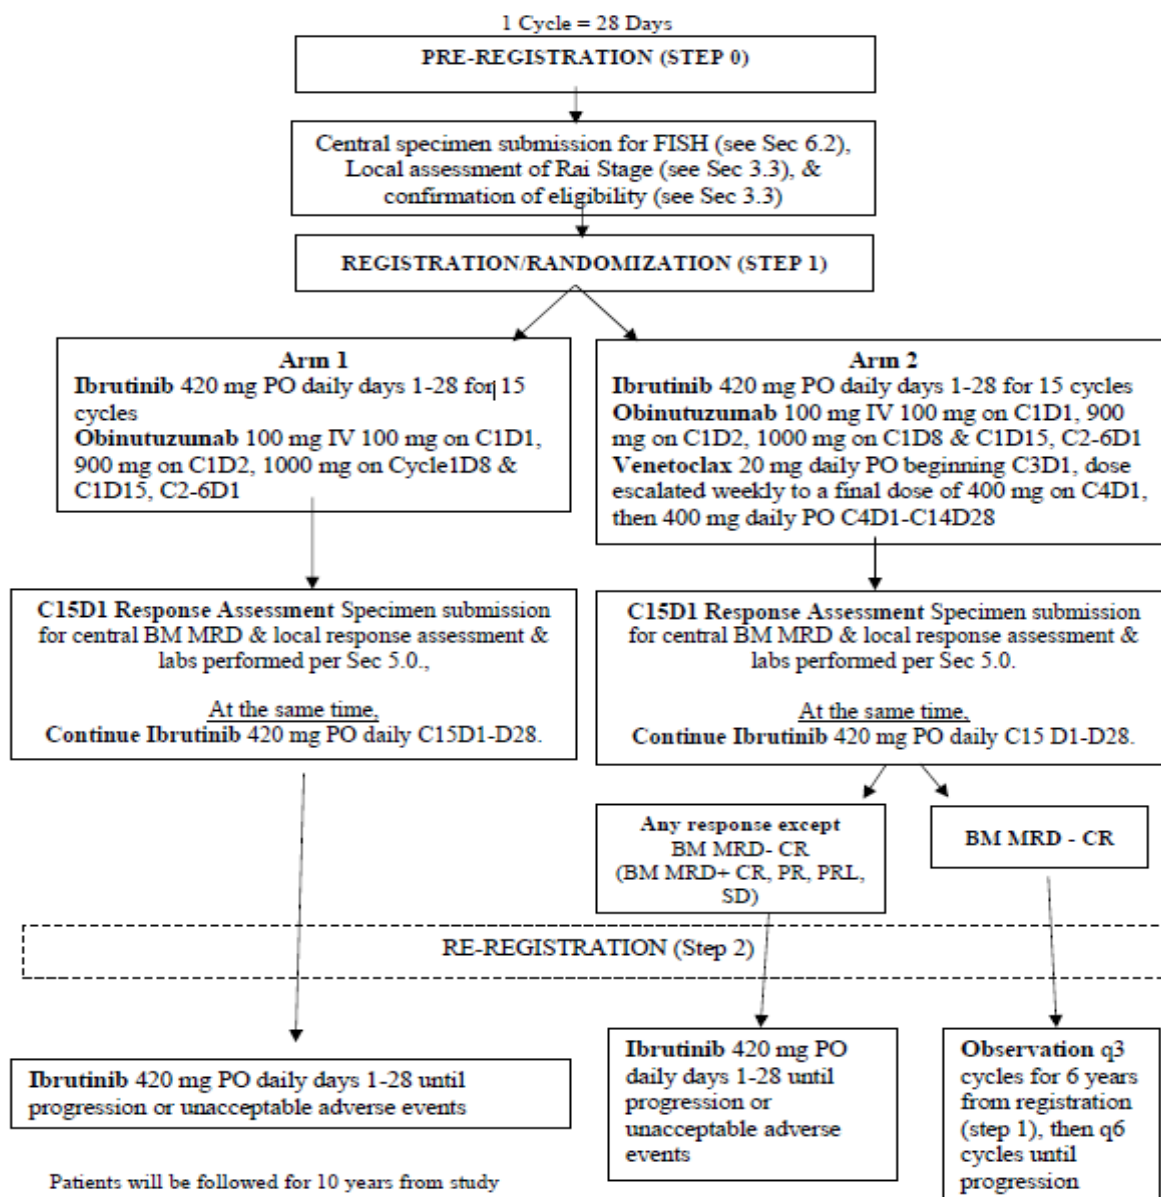 1 Cycle = 28 Days
PRE-REGISTRATION (STEP 0)
Central specimen submission for FISH (see Sec 6.2),
Local assessment of Rai Stage (see Sec 3.3), &
confirmation of eligibility (see Sec 3.3)
REGISTRATION/RANDOMIZATION (STEP 1)
Arm 1
Ibrutinib 420 mg PO daily days 1-28 for 15
cycles
Obinutuzumab 100 mg IV 100 mg on C1D1,
900 mg on C1D2, 1000 mg on Cycle1D8 &
C1D15, C2-6D1
Arm 2
Ibrutinib 420 mg PO daily days 1-28 for 15 cycles
Obinutuzumab 100 mg IV 100 mg on C1D1, 900
mg on C1D2, 1000 mg on C1D8 & C1D15, C2-6D1
Venetoclax 20 mg daily PO beginning C3D1, dose
escalated weekly to a final dose of 400 mg on C4D1,
then 400 mg daily PO C4D1-C14D28
C15D1 Response Assessment Specimen submission
for central BM MRD & local response assessment &
labs performed per Sec 5.0.,
At the same time,
Continue Ibrutinib 420 mg PO daily C15D1-D28.
C15D1 Response Assessment Specimen submission
for central BM MRD & local response assessment &
labs performed per Sec 5.0.
At the same time,
Continue Ibrutinib 420 mg PO daily C15 D1-D28.
Any response except
BM MRD- CR
(BM MRD+ CR, PR, PRL,
SD)
BM MRD - CR
RE-REGISTRATION (Step 2)
Ibrutinib 420 mg PO daily days 1-28 until
progression or unacceptable adverse events
Ibrutinib 420 mg PO
daily days 1-28 until
progression or
unacceptable adverse
events
Observation q3
cycles for 6 years
from registration
(step 1), then q6
cycles until
progression
Patients will be followed for 10 years from study